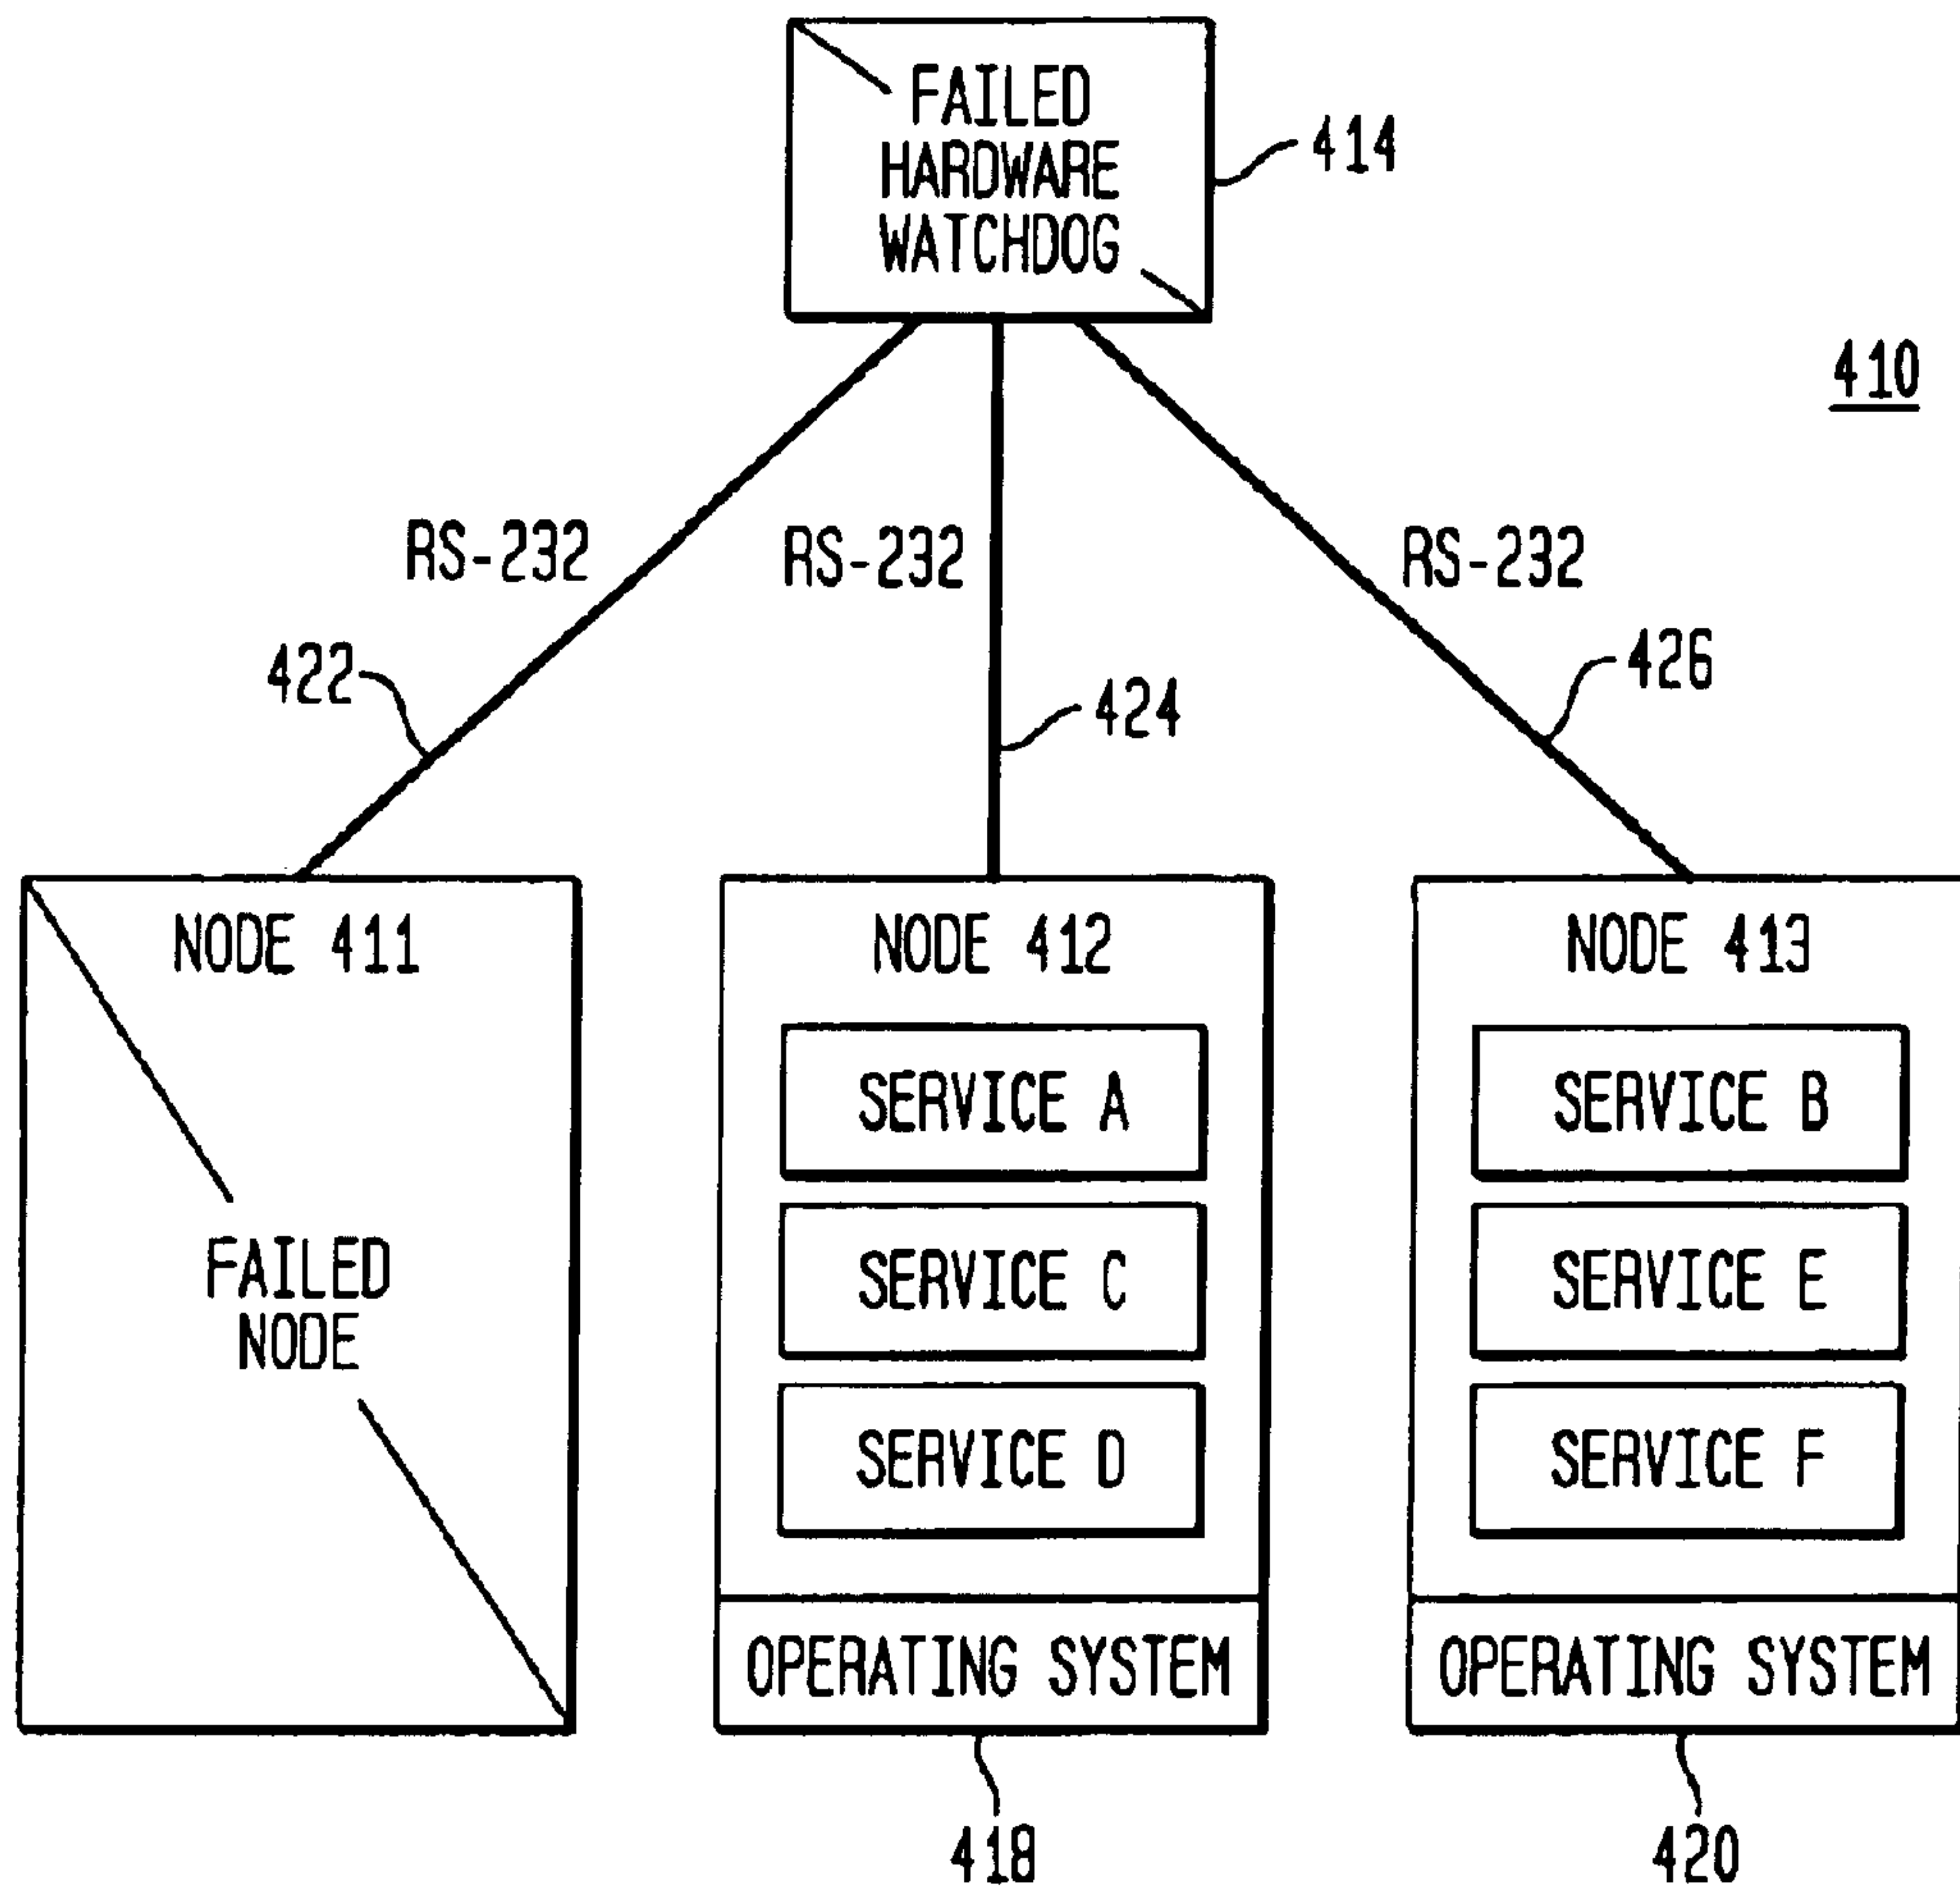 FAILED
HARDWARE
WATCHDOG
414
410
RS-232
RS-232
RS-232
422
424
426
NODE 411
FAILED
NODE
NODE 412
SERVICE A
SERVICE C
SERVICE D
OPERATING SYSTEM
418
NODE 413
SERVICE B
SERVICE E
SERVICE F
OPERATING SYSTEM
420